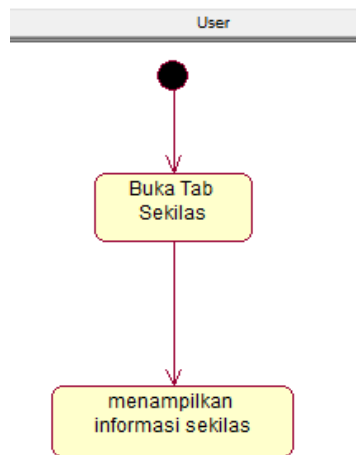 User
Buka Tab
Sekilas
menampilkan
informasi sekilas